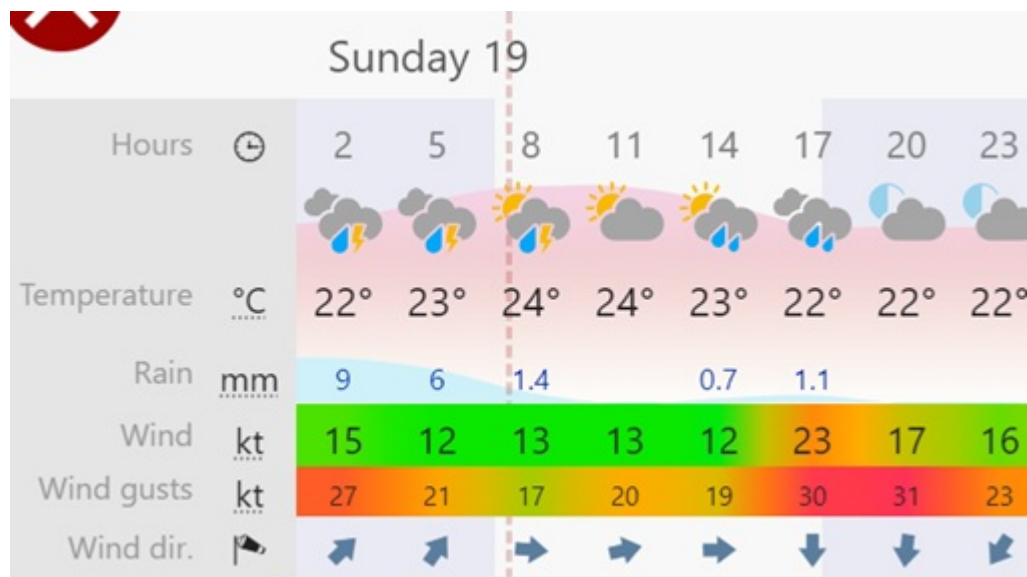 Sunday 19
Hours 2 5 8 11 14 17 20 23
Temperature °C 22° 23° 24° 24° 23° 22° 22° 22°
Rain mm 9 6 1.4 0.7 1.1
Wind kt 15 12 13 13 12 23 17 16
Wind gusts kt 27 21 17 20 19 30 31 23
Wind dir.